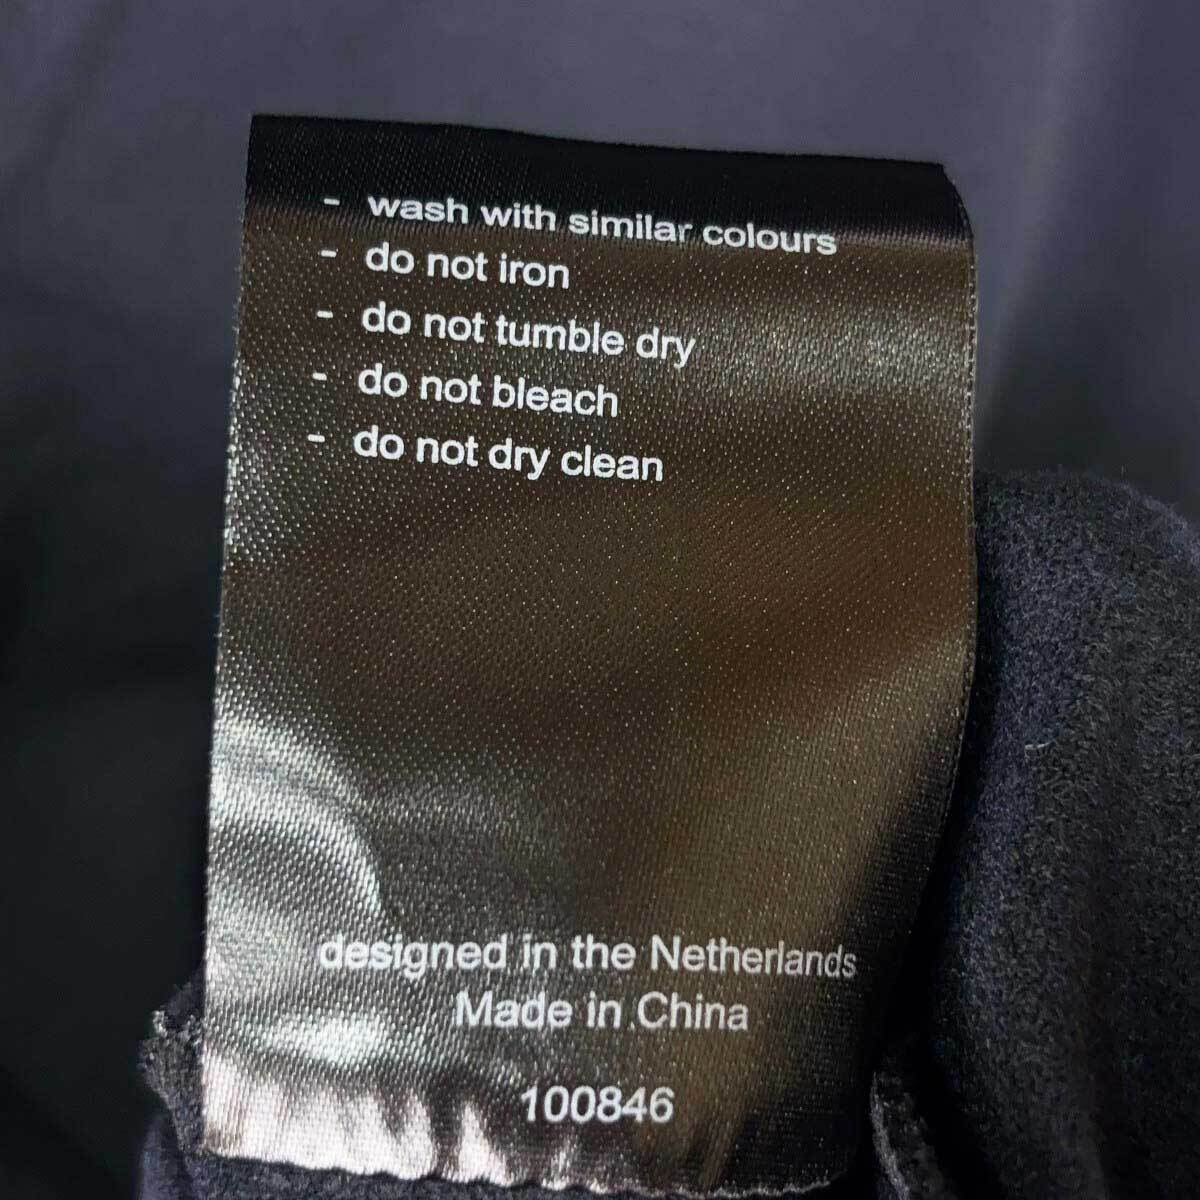 - wash with similar colours
- do not iron
- do not tumble dry
- do not bleach
- do not dry clean
designed in the Netherlands
Made in China
100846